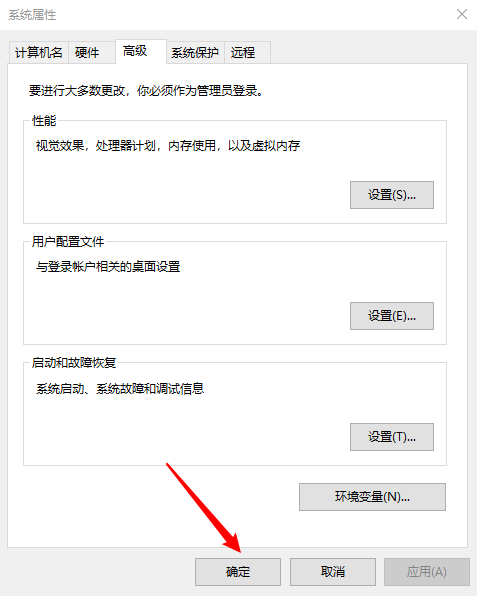 系统属性
计算机名 硬件 高级 系统保护 远程
要进行大多数更改，你必须作为管理员登录。
性能
视觉效果，处理器计划，内存使用，以及虚拟内存
设置(S)...
用户配置文件
与登录帐户相关的桌面设置
设置(E)...
启动和故障恢复
系统启动、系统故障和调试信息
设置(T)...
环境变量(N)...
确定 取消 应用(A)